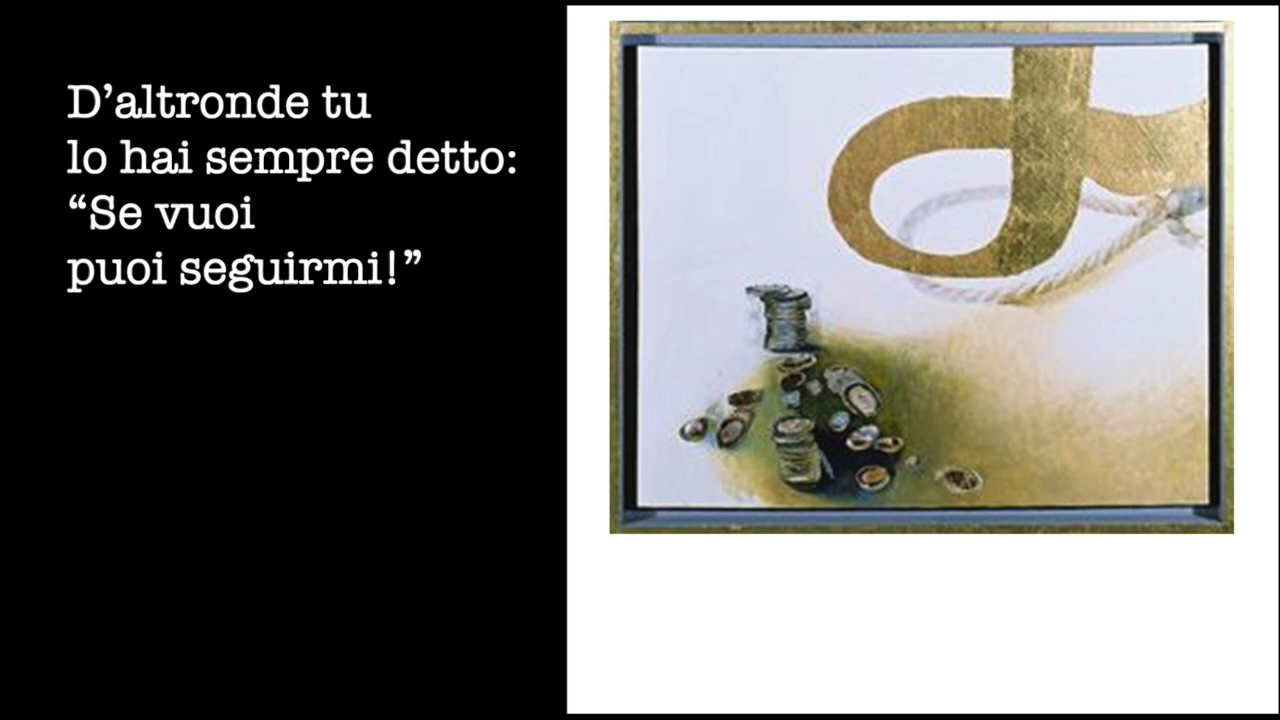 D’altronde tu
lo hai sempre detto:
“Se vuoi
puoi seguirmi!”